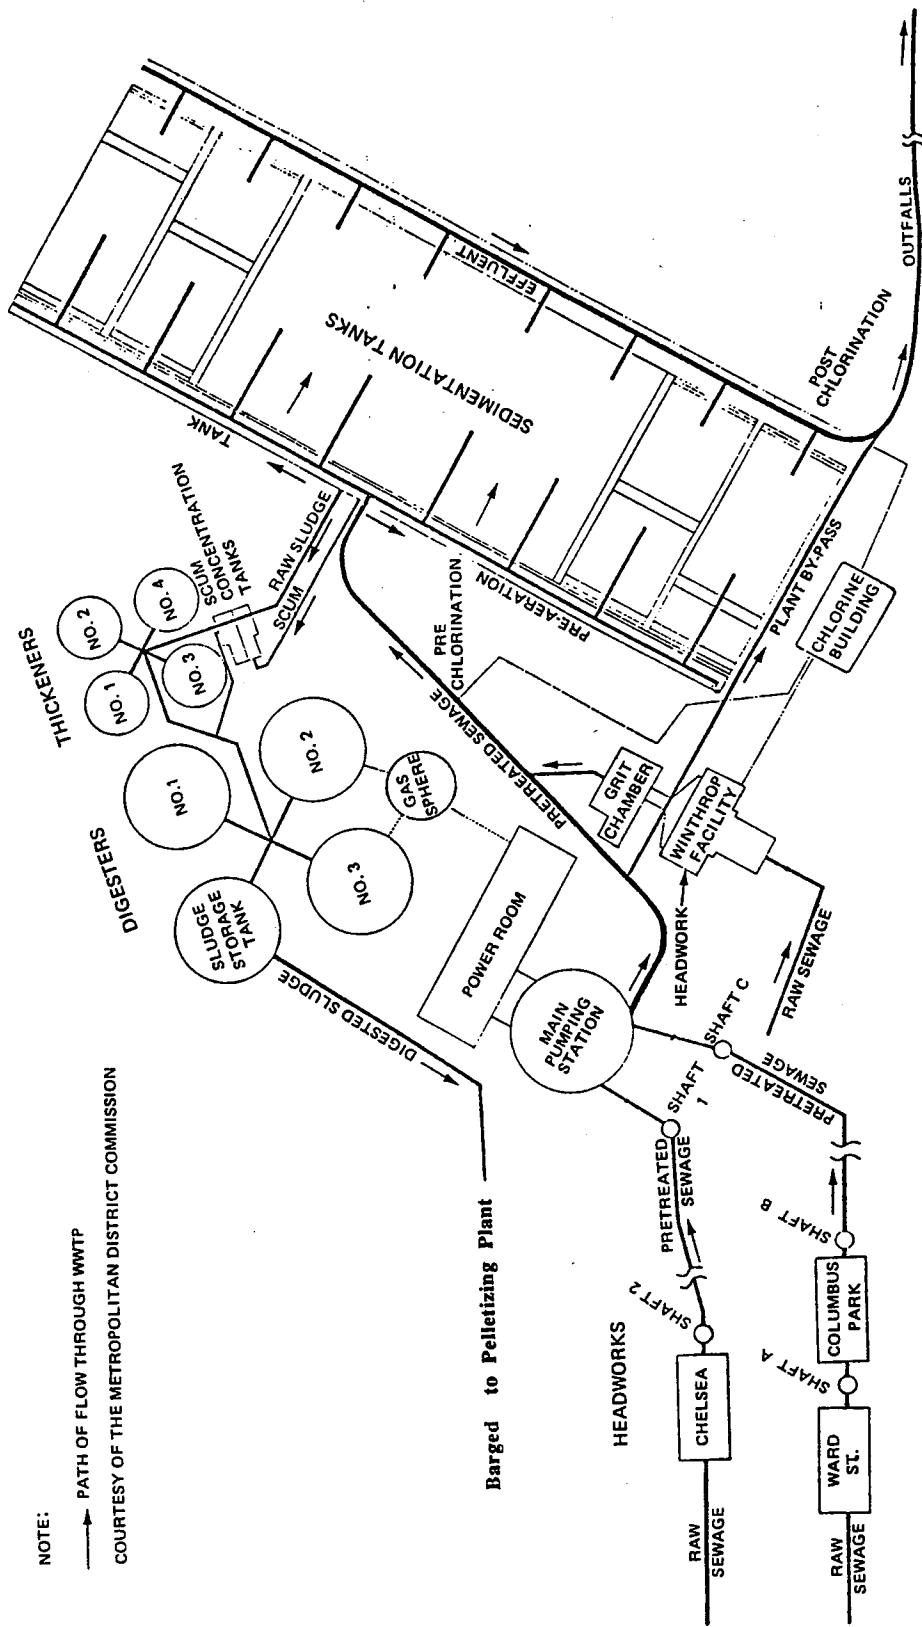 NOTE:
PATH OF FLOW THROUGH WWTP
COURTESY OF THE METROPOLITAN DISTRICT COMMISSION
THICKENERS
NO. 1
NO. 2
NO. 3
NO. 4
SCUM
CONCENTRATION
TANKS
RAW SLUDGE
SCUM
TANK
DIGESTERS
NO. 1
NO. 2
NO. 3
SLUDGE
STORAGE
TANK
GAS
SPHERE
DIGESTED SLUDGE
Barged to Pelletizing Plant
POWER ROOM
MAIN
PUMPING
STATION
PRETREATED SEWAGE
PRE
CHLORINATION
PRE-AERATION
SEDIMENTATION TANKS
EFFLUENT
GRIT
CHAMBER
HEADWORK
WINTHROP
FACILITY
RAW SEWAGE
PLANT BY-PASS
CHLORINE
BUILDING
POST
CHLORINATION
OUTFALLS
HEADWORKS
RAW
SEWAGE
CHELSEA
SHAFT 2
PRETREATED
SEWAGE
SHAFT
1
RAW
SEWAGE
WARD
ST.
SHAFT A
COLUMBUS
PARK
SHAFT B
PRETREATED
SEWAGE
SHAFT C